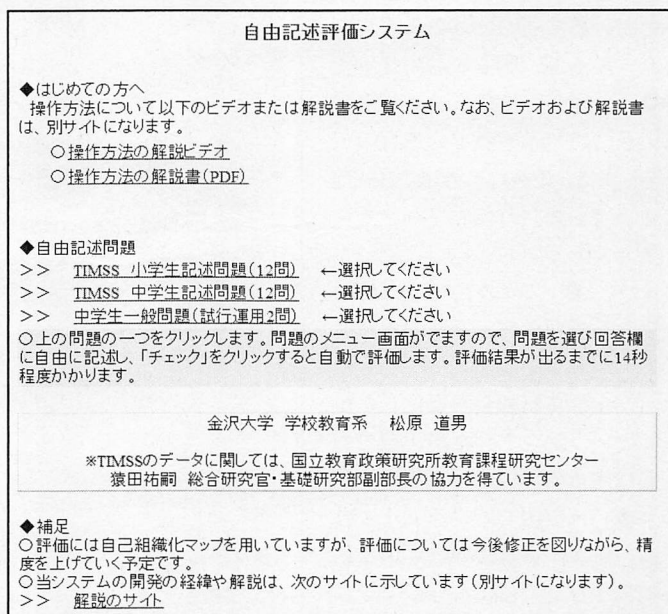 自由記述評価システム
◆はじめての方へ
操作方法について以下のビデオまたは解説書をご覧ください。なお、ビデオおよび解説書
は、別サイトになります。
○操作方法の解説ビデオ
○操作方法の解説書(PDF)
◆自由記述問題
>> TIMSS 小学生記述問題(12問) ←選択してください
>> TIMSS 中学生記述問題(12問) ←選択してください
>> 中学生一般問題(試行運用2問) ←選択してください
○上の問題の一つをクリックします。問題のメニュー画面がでますので、問題を選び回答欄
に自由に記述し、「チェック」をクリックすると自動で評価します。評価結果が出るまでに14秒
程度かかります。
金沢大学 学校教育系 松原 道男
※TIMSSのデータに関しては、国立教育政策研究所教育課程研究センター
猿田祐嗣 総合研究官・基礎研究部副部長の協力を得ています。
◆補足
○評価には自己組織化マップを用いていますが、評価については今後修正を図りながら、精
度を上げていく予定です。
○当システムの開発の経緯や解説は、次のサイトに示しています(別サイトになります)。
>> 解説のサイト